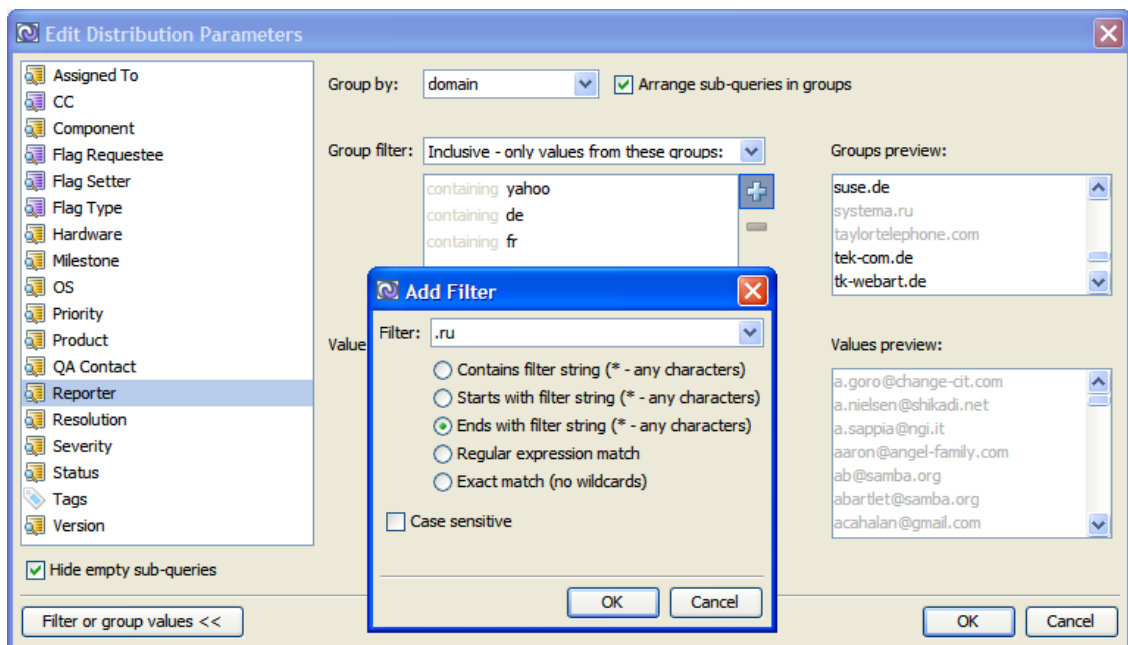 Edit Distribution Parameters
Assigned To
CC
Component
Flag Requestee
Flag Setter
Flag Type
Hardware
Milestone
OS
Priority
Product
QA Contact
Reporter
Resolution
Severity
Status
Tags
Version
Hide empty sub-queries
Filter or group values <<
Group by: domain Arrange sub-queries in groups
Group filter: Inclusive - only values from these groups:
containing yahoo
containing de
containing fr
Value
Groups preview:
suse.de
systema.ru
taylortelephone.com
tek-com.de
tk-webart.de
Values preview:
a.goro@change-cit.com
a.nielsen@shikadi.net
a.sappia@ngi.it
aaron@angel-family.com
ab@samba.org
abartlet@samba.org
acahalan@gmail.com
OK Cancel
Add Filter
Filter: .ru
Contains filter string (* - any characters)
Starts with filter string (* - any characters)
Ends with filter string (* - any characters)
Regular expression match
Exact match (no wildcards)
Case sensitive
OK Cancel